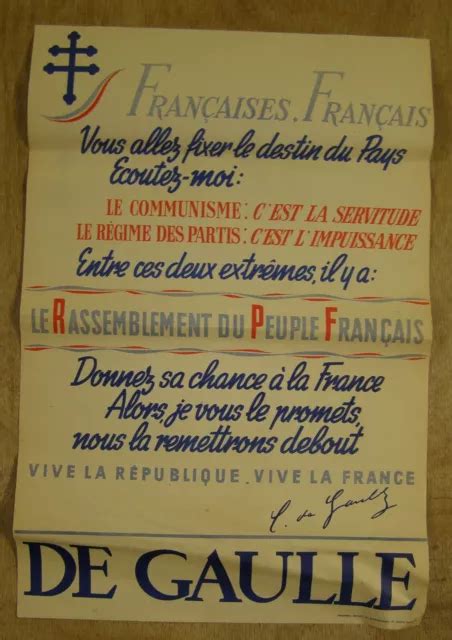 FRANÇAISES, FRANÇAIS
Vous allez fixer le destin du Pays
Ecoutez-moi:
LE COMMUNISME: C'EST LA SERVITUDE
LE RÉGIME DES PARTIS: C'EST L'IMPUISSANCE
Entre ces deux extrêmes, il y a:
LE RASSEMBLEMENT DU PEUPLE FRANÇAIS
Donnez sa chance à la France
Alors, je vous le promets,
nous la remettrons debout
VIVE LA RÉPUBLIQUE. VIVE LA FRANCE
C. de Gaulle
DE GAULLE